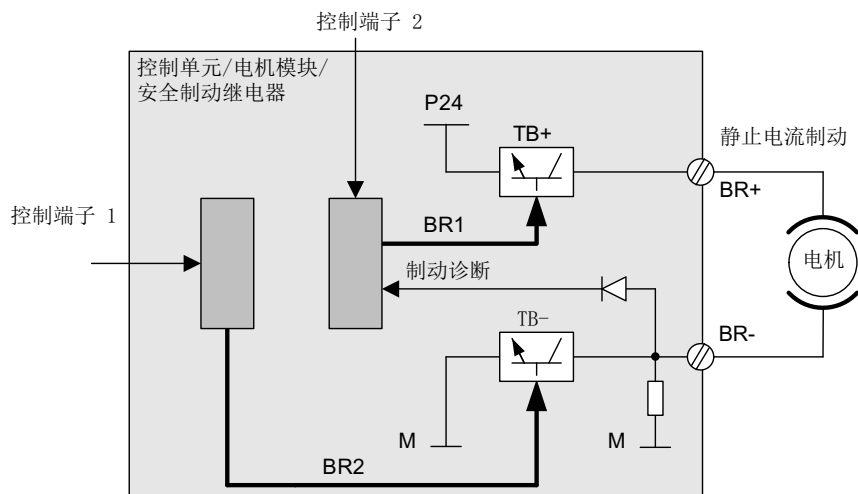 控制端子 2
控制单元/电机模块/
安全制动继电器
P24
TB+
静止电流制动
BR+
控制端子 1
BR1
电机
制动诊断
TB-
BR-
M
M
BR2